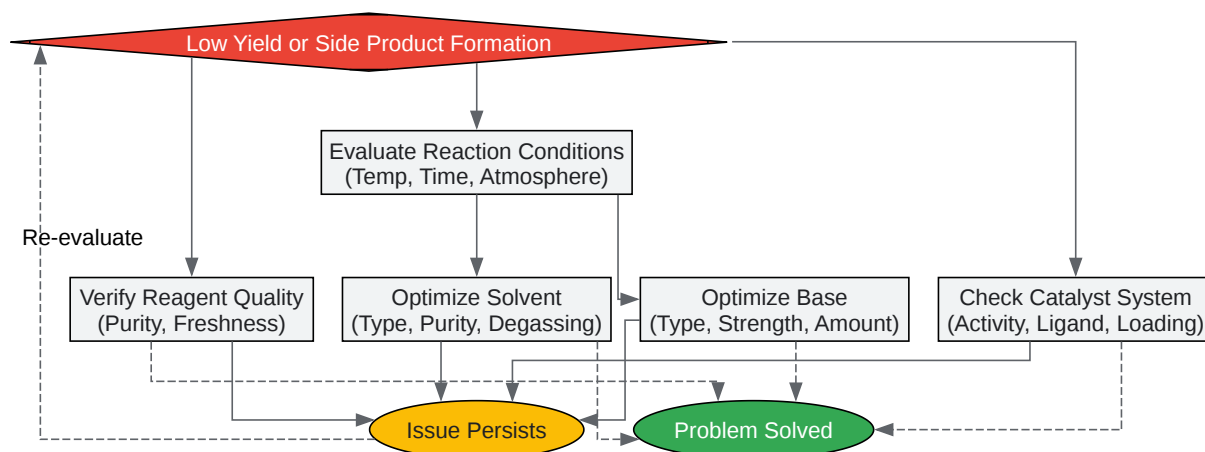 Low Yield or Side Product Formation
Evaluate Reaction Conditions
(Temp, Time, Atmosphere)
Re-evaluate
Verify Reagent Quality
(Purity, Freshness)
Optimize Solvent
(Type, Purity, Degassing)
Optimize Base
(Type, Strength, Amount)
Check Catalyst System
(Activity, Ligand, Loading)
Issue Persists
Problem Solved